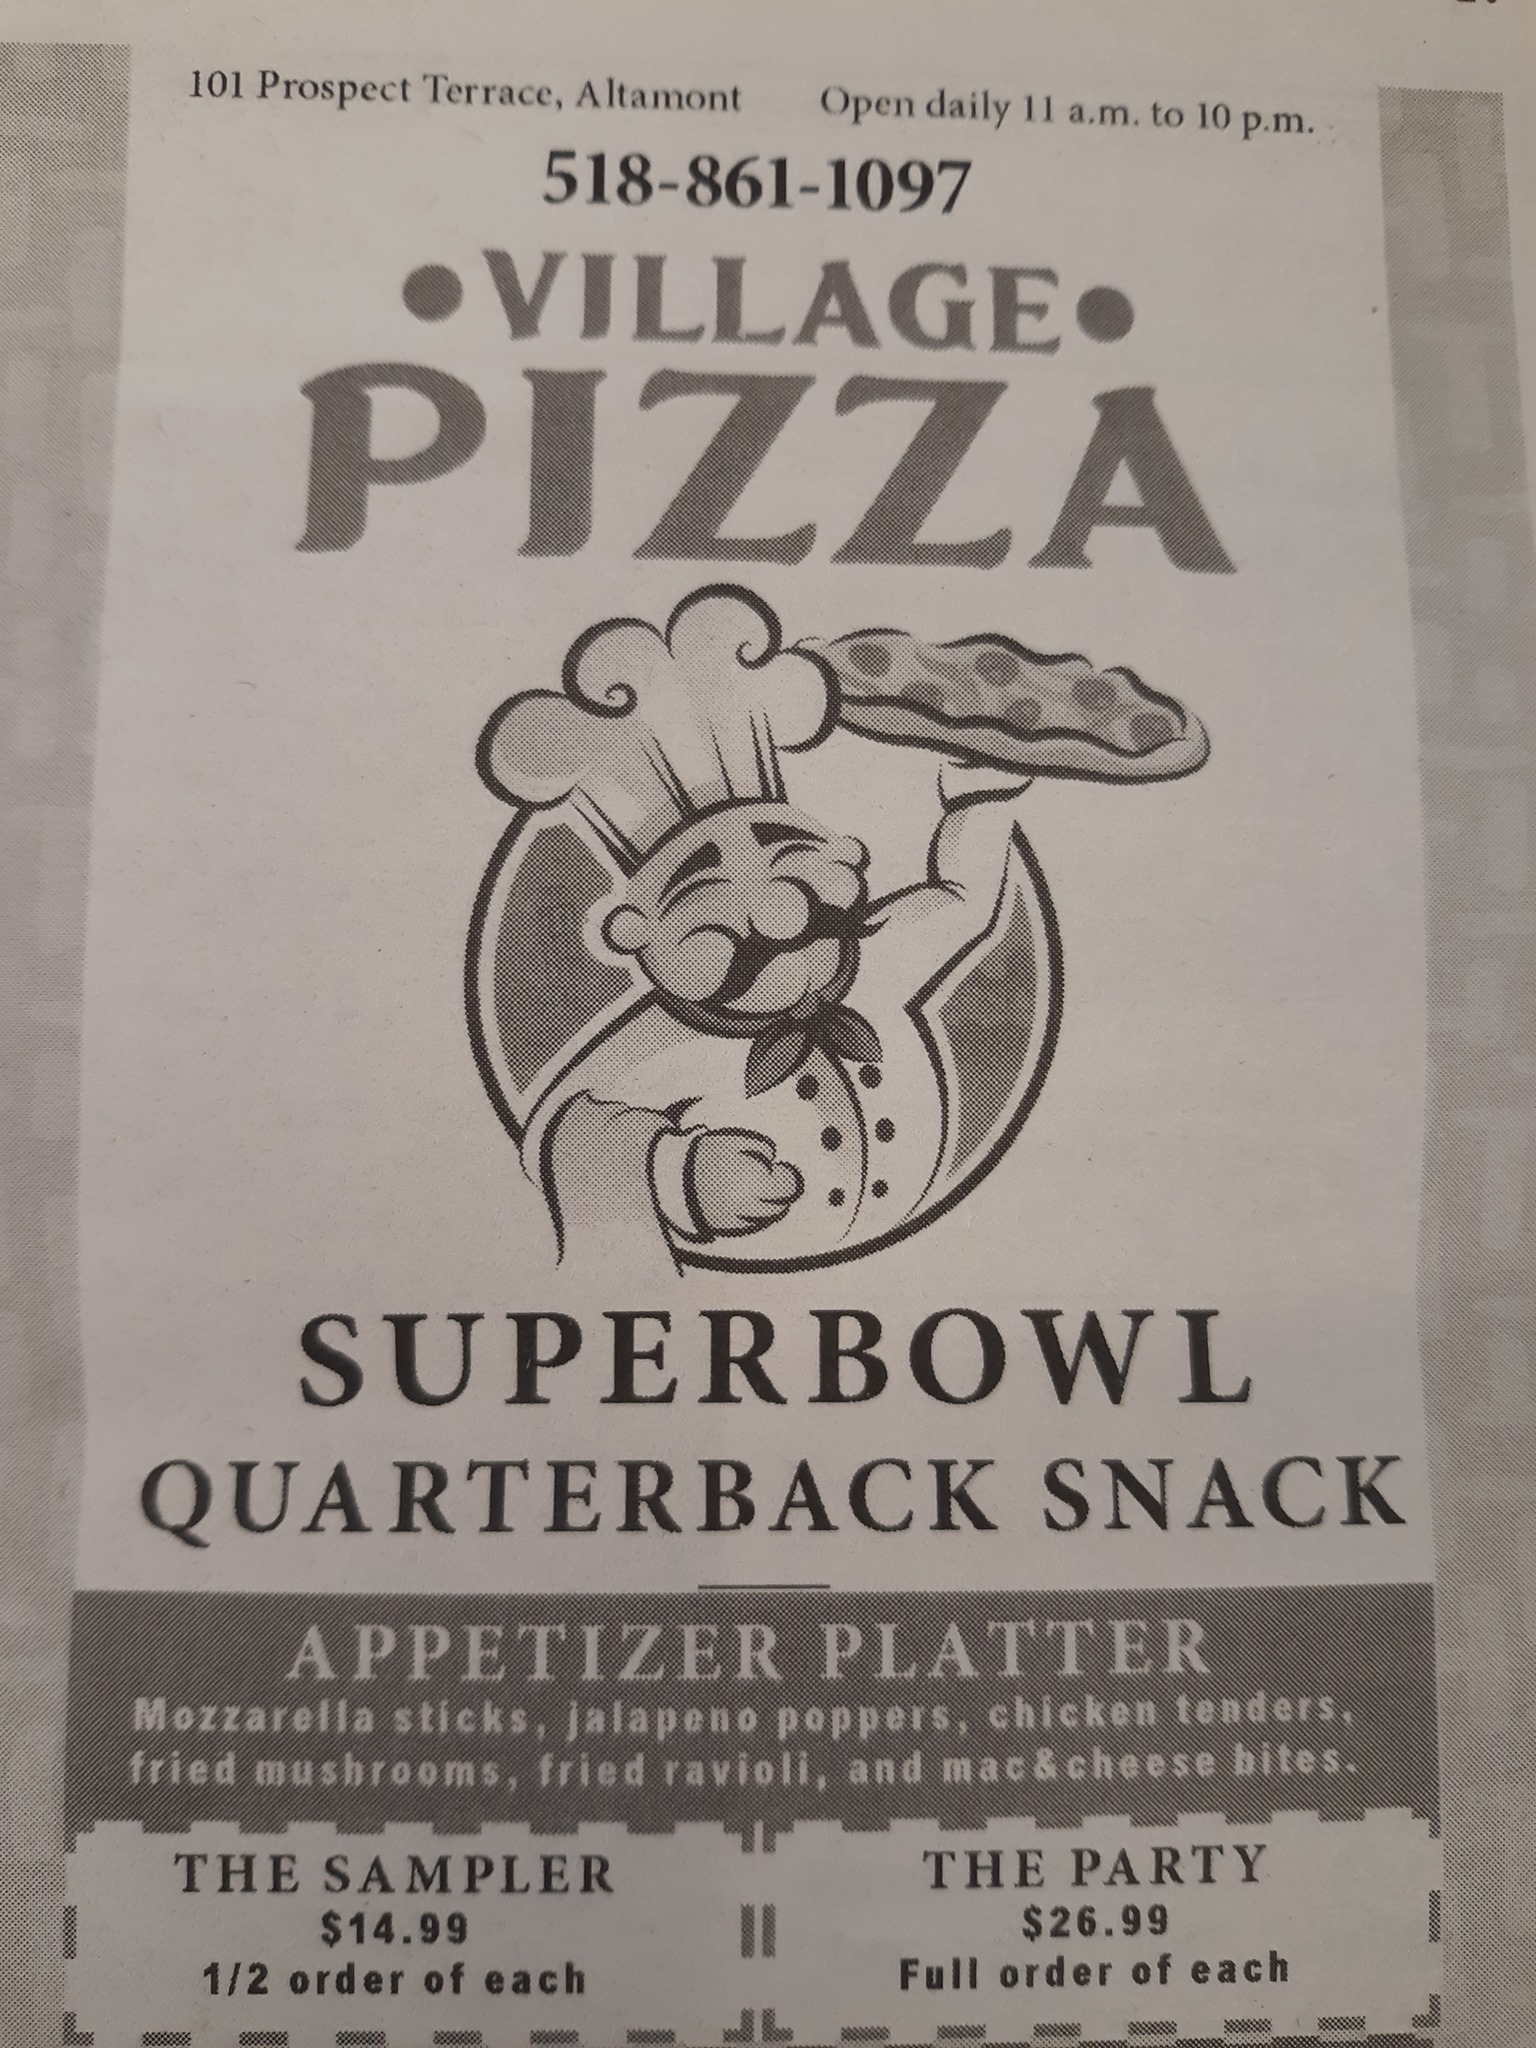 101 Prospect Terrace, Altamont Open daily 11 a.m. to 10 p.m.
518-861-1097
•VILLAGE•
PIZZA
SUPERBOWL
QUARTERBACK SNACK
APPETIZER PLATTER
Mozzarella sticks, jalapeno poppers, chicken tenders,
fried mushrooms, fried ravioli, and mac&cheese bites.
THE SAMPLER
$14.99
1/2 order of each
THE PARTY
$26.99
Full order of each